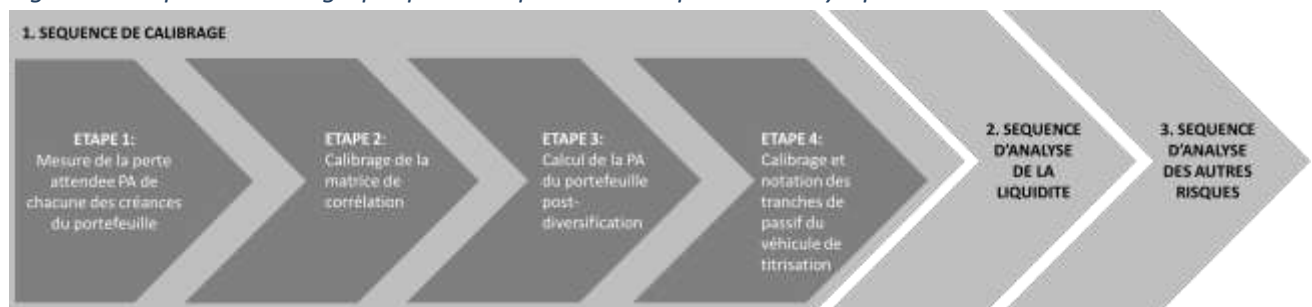 1. SEQUENCE DE CALIBRAGE
ETAPE 1:
Mesure de la perte
attendee PA de
chacune des créances
du portefeuille
ETAPE 2:
Calibrage de la
matrice de
corrélation
ETAPE 3:
Calcul de la PA
du portefeuille
post-
diversification
ETAPE 4:
Calibrage et
notation des
tranches de
passif du
véhicule de
titrisation
2. SEQUENCE
D'ANALYSE
DE LA
LIQUIDITE
3. SEQUENCE
D'ANALYSE
DES AUTRES
RISQUES